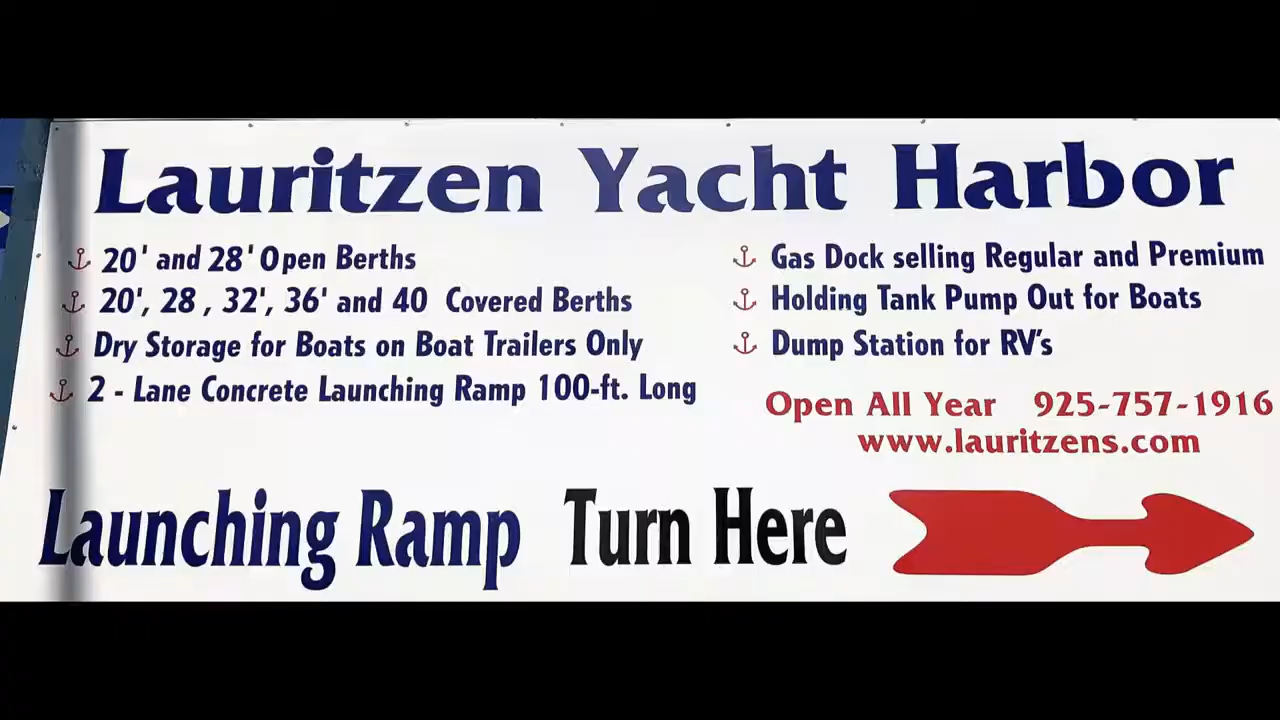 Lauritzen Yacht Harbor
20' and 28' Open Berths
20', 28 , 32', 36' and 40 Covered Berths
Dry Storage for Boats on Boat Trailers Only
2 - Lane Concrete Launching Ramp 100-ft. Long
Gas Dock selling Regular and Premium
Holding Tank Pump Out for Boats
Dump Station for RV's
Open All Year 925-757-1916
www.lauritzens.com
Launching Ramp Turn Here